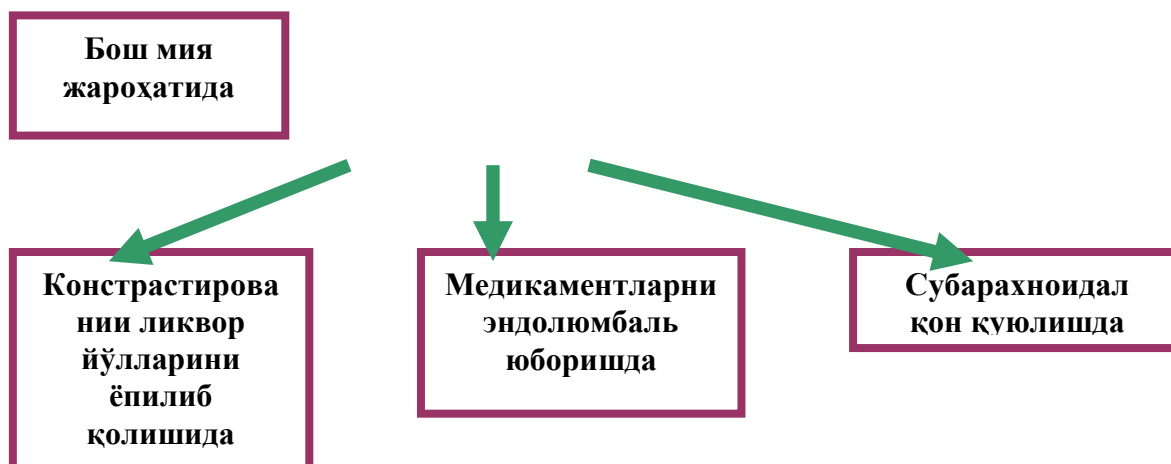 Бош мия
жароҳатида
Констрастирова
нии ликвор
йўлларини
ёпилиб
қолишида
Медикаментларни
эндолюмбаль
юборишда
Субарахноидал
қон қуюлишда